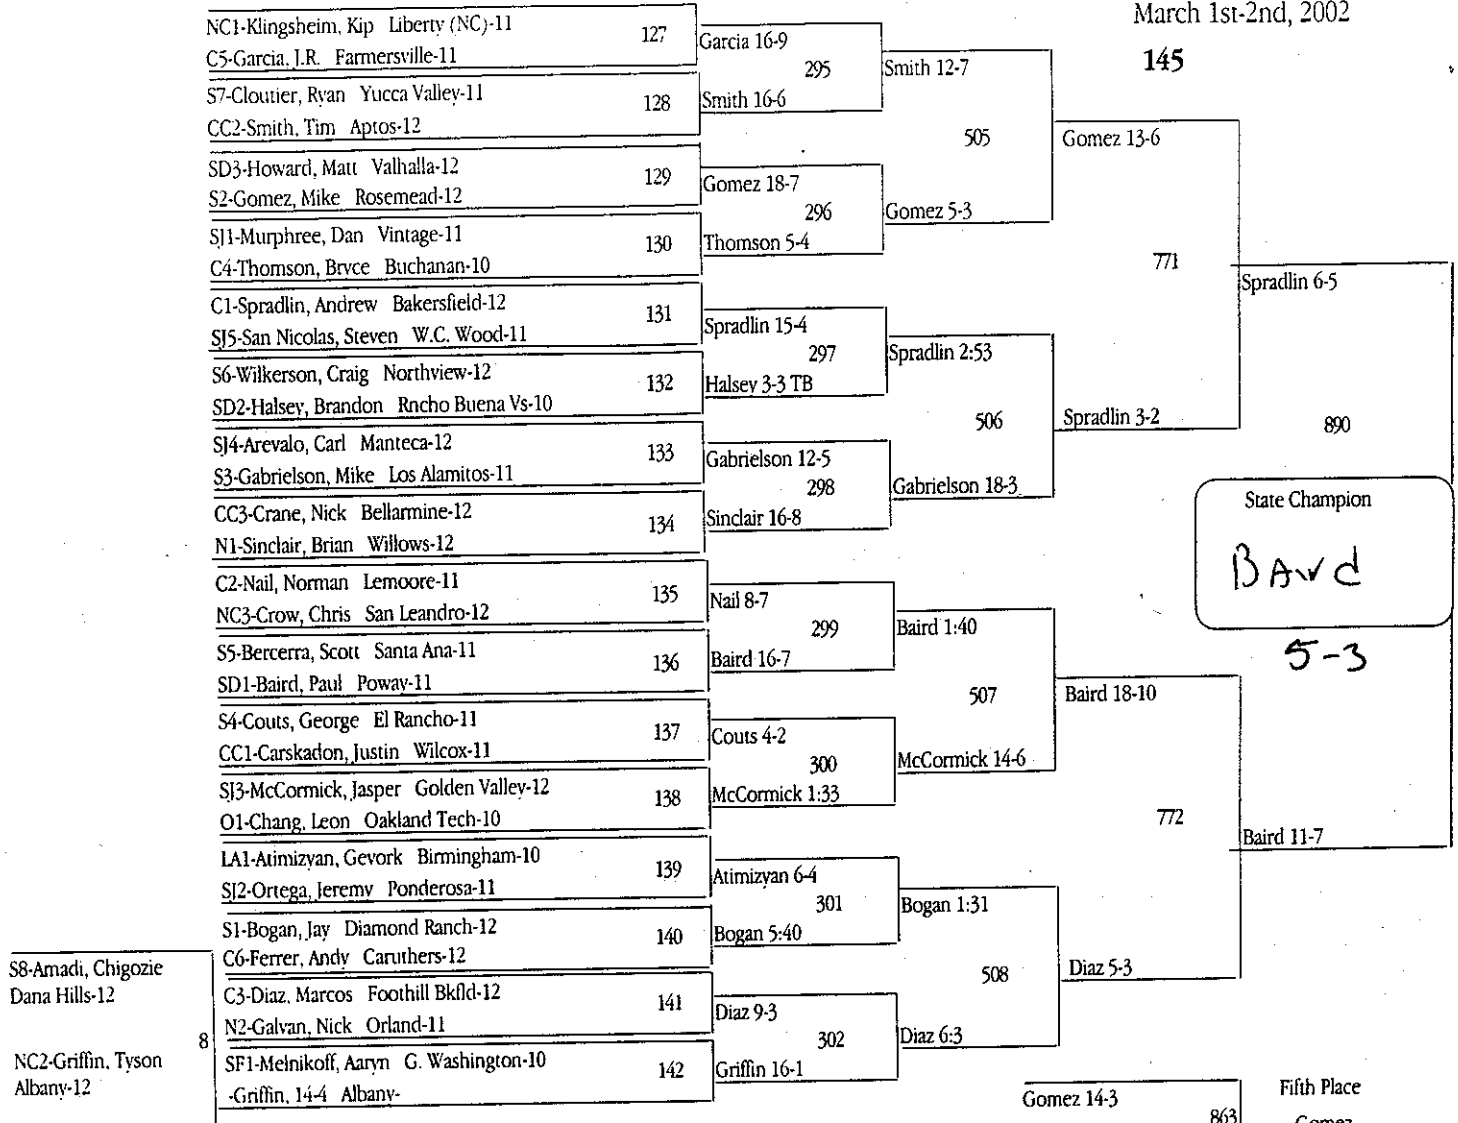 March 1st-2nd, 2002
145
NC1-Klingsheim, Kip Liberty (NC)-11
127
C5-Garcia, J.R. Farmersville-11
Garcia 16-9
295
S7-Cloutier, Ryan Yucca Valley-11
128
CC2-Smith, Tim Aptos-12
Smith 16-6
Smith 12-7
505
SD3-Howard, Matt Valhalla-12
129
S2-Gomez, Mike Rosemead-12
Gomez 18-7
296
SJ1-Murphree, Dan Vintage-11
130
C4-Thomson, Bryce Buchanan-10
Thomson 5-4
Gomez 5-3
Gomez 13-6
771
C1-Spradlin, Andrew Bakersfield-12
131
SJ5-San Nicolas, Steven W.C. Wood-11
Spradlin 15-4
297
S6-Wilkerson, Craig Northview-12
132
SD2-Halsey, Brandon Rncho Buena Vs-10
Halsey 3-3 TB
Spradlin 2:53
506
SJ4-Arevalo, Carl Manteca-12
133
S3-Gabrielson, Mike Los Alamitos-11
Gabrielson 12-5
298
CC3-Crane, Nick Bellarmine-12
134
N1-Sinclair, Brian Willows-12
Sinclair 16-8
Gabrielson 18-3
Spradlin 3-2
Spradlin 6-5
890
State Champion
Baird
5-3
C2-Nail, Norman Lemoore-11
135
NC3-Crow, Chris San Leandro-12
Nail 8-7
299
S5-Bercerra, Scott Santa Ana-11
136
SD1-Baird, Paul Poway-11
Baird 16-7
Baird 1:40
507
S4-Couts, George El Rancho-11
137
CC1-Carskadon, Justin Wilcox-11
Couts 4-2
300
SJ3-McCormick, Jasper Golden Valley-12
138
O1-Chang, Leon Oakland Tech-10
McCormick 1:33
McCormick 14-6
Baird 18-10
772
LA1-Atimizyan, Gevork Birmingham-10
139
SJ2-Ortega, Jeremy Ponderosa-11
Atimizyan 6-4
301
S1-Bogan, Jay Diamond Ranch-12
140
C6-Ferrer, Andy Caruthers-12
Bogan 5:40
Bogan 1:31
508
C3-Diaz, Marcos Foothill Bkfld-12
141
N2-Galvan, Nick Orland-11
Diaz 9-3
302
SF1-Melnikoff, Aaryn G. Washington-10
142
-Griffin, 14-4 Albany-
Griffin 16-1
Diaz 6:3
Diaz 5-3
Baird 11-7
S8-Amadi, Chigozie
Dana Hills-12
8
NC2-Griffin, Tyson
Albany-12
Gomez 14-3
863
Fifth Place
Gomez